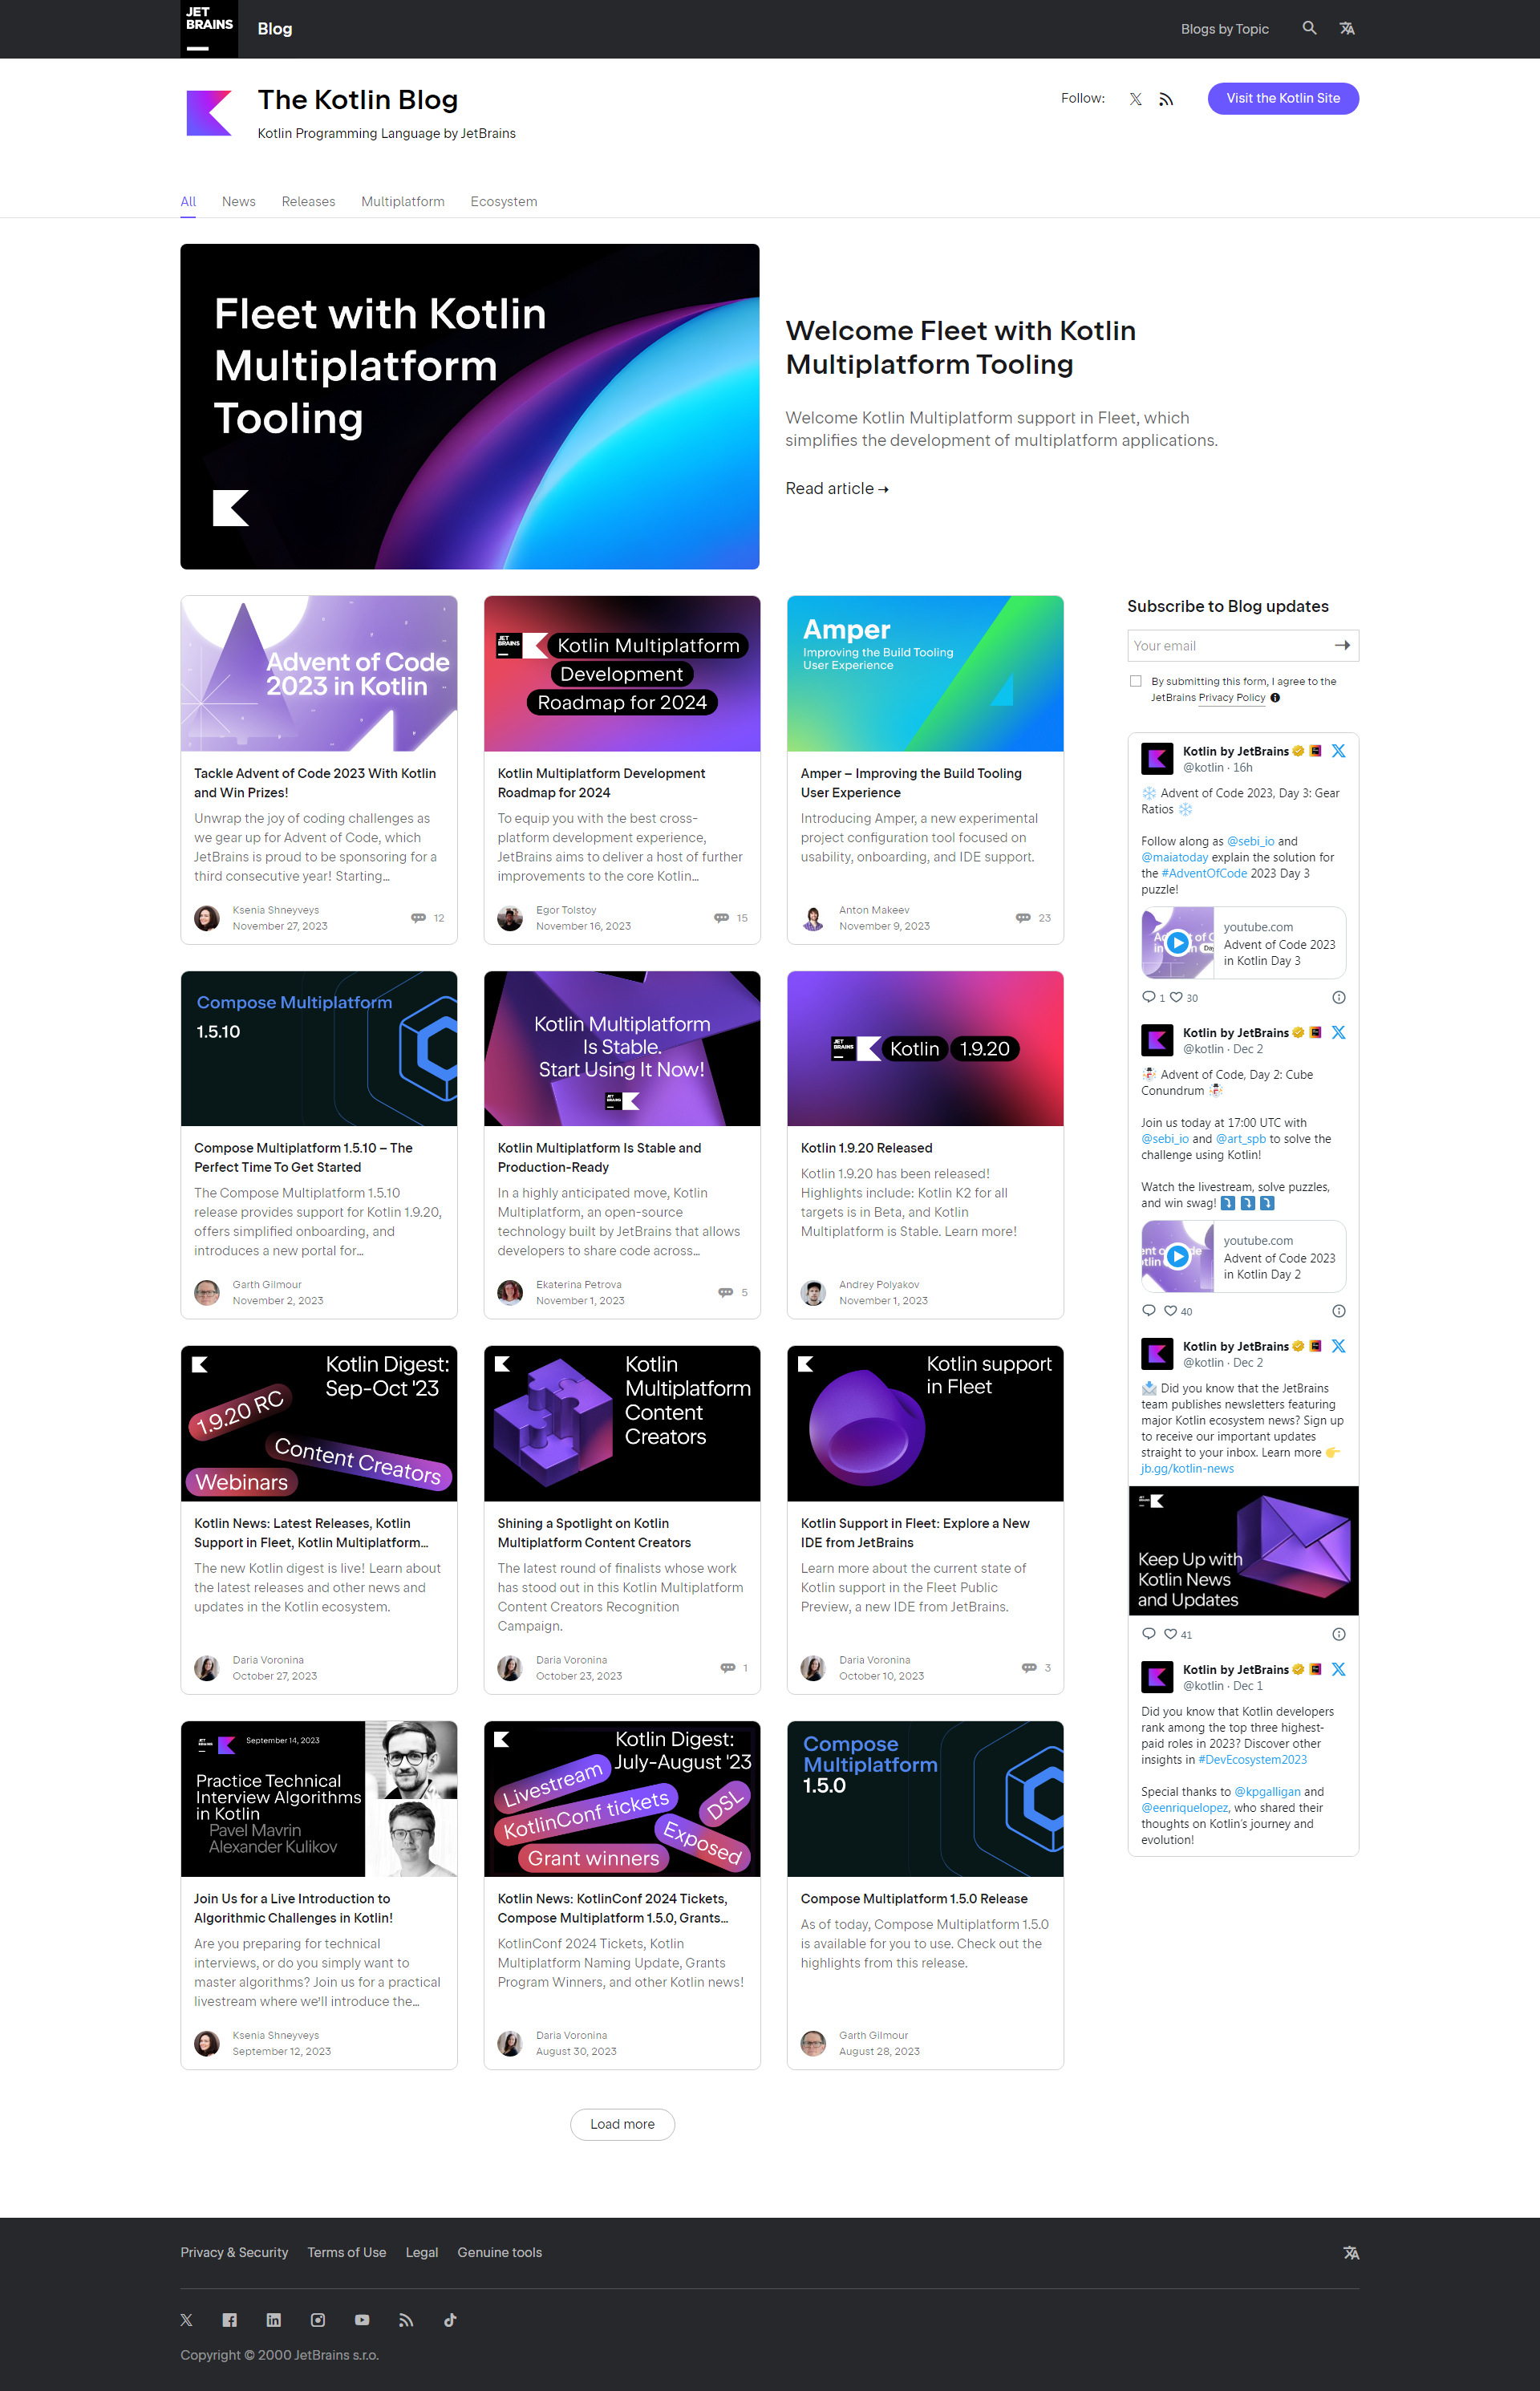 JET
BRAINS
Blog
Blogs by Topic
The Kotlin Blog
Kotlin Programming Language by JetBrains
Follow:
Visit the Kotlin Site
All
News
Releases
Multiplatform
Ecosystem
Fleet with Kotlin
Multiplatform
Tooling
Welcome Fleet with Kotlin
Multiplatform Tooling
Welcome Kotlin Multiplatform support in Fleet, which
simplifies the development of multiplatform applications.
Read article →
Advent of Code
2023 in Kotlin
Tackle Advent of Code 2023 With Kotlin
and Win Prizes!
Unwrap the joy of coding challenges as
we gear up for Advent of Code, which
JetBrains is proud to be sponsoring for a
third consecutive year! Starting…
Ksenia Shneyveys
November 27, 2023
12
JET
BRAINS
Kotlin Multiplatform
Development
Roadmap for 2024
Kotlin Multiplatform Development
Roadmap for 2024
To equip you with the best cross-
platform development experience,
JetBrains aims to deliver a host of further
improvements to the core Kotlin…
Egor Tolstoy
November 16, 2023
15
Amper
Improving the Build Tooling
User Experience
Amper – Improving the Build Tooling
User Experience
Introducing Amper, a new experimental
project configuration tool focused on
usability, onboarding, and IDE support.
Anton Makeev
November 9, 2023
23
Compose Multiplatform
1.5.10
Compose Multiplatform 1.5.10 – The
Perfect Time To Get Started
The Compose Multiplatform 1.5.10
release provides support for Kotlin 1.9.20,
offers simplified onboarding, and
introduces a new portal for…
Garth Gilmour
November 2, 2023
Kotlin Multiplatform
Is Stable.
Start Using It Now!
JET
BRAINS
Kotlin Multiplatform Is Stable and
Production-Ready
In a highly anticipated move, Kotlin
Multiplatform, an open-source
technology built by JetBrains that allows
developers to share code across…
Ekaterina Petrova
November 1, 2023
5
JET
BRAINS
Kotlin
1.9.20
Kotlin 1.9.20 Released
Kotlin 1.9.20 has been released!
Highlights include: Kotlin K2 for all
targets is in Beta, and Kotlin
Multiplatform is Stable. Learn more!
Andrey Polyakov
November 1, 2023
Kotlin Digest:
Sep-Oct '23
1.9.20 RC
Content Creators
Webinars
Kotlin News: Latest Releases, Kotlin
Support in Fleet, Kotlin Multiplatform…
The new Kotlin digest is live! Learn about
the latest releases and other news and
updates in the Kotlin ecosystem.
Daria Voronina
October 27, 2023
Kotlin
Multiplatform
Content
Creators
Shining a Spotlight on Kotlin
Multiplatform Content Creators
The latest round of finalists whose work
has stood out in this Kotlin Multiplatform
Content Creators Recognition
Campaign.
Daria Voronina
October 23, 2023
1
Kotlin support
in Fleet
Kotlin Support in Fleet: Explore a New
IDE from JetBrains
Learn more about the current state of
Kotlin support in the Fleet Public
Preview, a new IDE from JetBrains.
Daria Voronina
October 10, 2023
3
September 14, 2023
Practice Technical
Interview Algorithms
in Kotlin
Pavel Mavrin
Alexander Kulikov
Join Us for a Live Introduction to
Algorithmic Challenges in Kotlin!
Are you preparing for technical
interviews, or do you simply want to
master algorithms? Join us for a practical
livestream where we'll introduce the…
Ksenia Shneyveys
September 12, 2023
Kotlin Digest:
July-August '23
Livestream
KotlinConf tickets
DSL
Exposed
Grant winners
Kotlin News: KotlinConf 2024 Tickets,
Compose Multiplatform 1.5.0, Grants…
KotlinConf 2024 Tickets, Kotlin
Multiplatform Naming Update, Grants
Program Winners, and other Kotlin news!
Daria Voronina
August 30, 2023
Compose
Multiplatform
1.5.0
Compose Multiplatform 1.5.0 Release
As of today, Compose Multiplatform 1.5.0
is available for you to use. Check out the
highlights from this release.
Garth Gilmour
August 28, 2023
Load more
Subscribe to Blog updates
Your email
By submitting this form, I agree to the
JetBrains Privacy Policy
Kotlin by JetBrains
@kotlin · 16h
Advent of Code 2023, Day 3: Gear
Ratios
Follow along as @sebi_io and
@maiatoday explain the solution for
the #AdventOfCode 2023 Day 3
puzzle!
youtube.com
Advent of Code 2023
in Kotlin Day 3
1 30
Kotlin by JetBrains
@kotlin · Dec 2
Advent of Code, Day 2: Cube
Conundrum
Join us today at 17:00 UTC with
@sebi_io and @art_spb to solve the
challenge using Kotlin!
Watch the livestream, solve puzzles,
and win swag!
youtube.com
Advent of Code 2023
in Kotlin Day 2
40
Kotlin by JetBrains
@kotlin · Dec 2
Did you know that the JetBrains
team publishes newsletters featuring
major Kotlin ecosystem news? Sign up
to receive our important updates
straight to your inbox. Learn more
jb.gg/kotlin-news
Keep Up with
Kotlin News
and Updates
41
Kotlin by JetBrains
@kotlin · Dec 1
Did you know that Kotlin developers
rank among the top three highest-
paid roles in 2023? Discover other
insights in #DevEcosystem2023
Special thanks to @kpgalligan and
@eenriquelopez, who shared their
thoughts on Kotlin's journey and
evolution!
Privacy & Security
Terms of Use
Legal
Genuine tools
Copyright © 2000 JetBrains s.r.o.